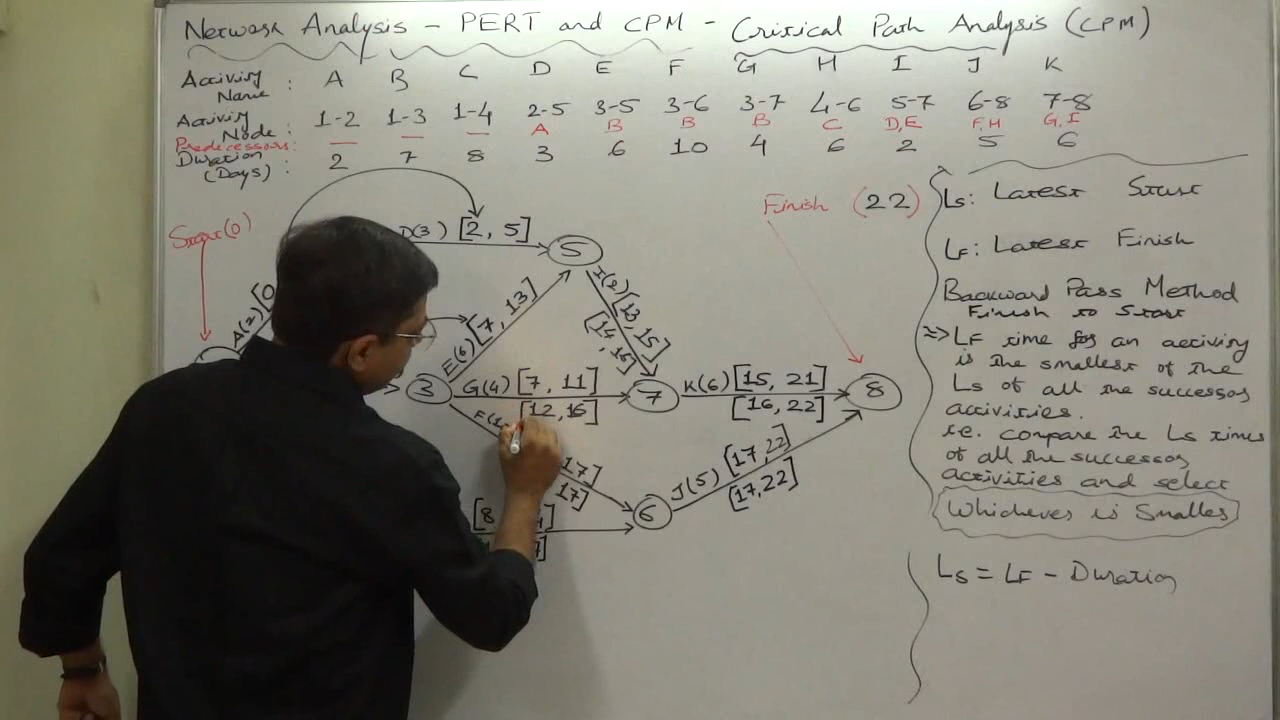 Network Analysis - PERT and CPM - Critical Path Analysis (CPM)
Activity Name : A B C D E F G H I J K
Activity Node : 1-2 1-3 1-4 2-5 3-5 3-6 3-7 4-6 5-7 6-8 7-8
Predecessors: — — — A B B B C D,E F,H G,I
Duration (Days) : 2 7 8 3 6 10 4 6 2 5 6
Start(0)
Finish (22)
A(2)[0
D(3) [2, 5]
5
E(6) [7, 13]
I(2) [13, 15]
[14, 16]
3
G(4) [7, 11]
[12, 16]
7
K(6) [15, 21]
[16, 22]
8
17]
17]
[8
6
J(5) [17,22]
[17,22]
Ls: Latest Start
LF: Latest Finish
Backward Pass Method
Finish to Start
LF time for an activity
is the smallest of the
Ls of all the successor
activities.
i.e. compare the Ls times
of all the successor
activities and select
Whichever is Smaller
Ls = LF - Duration